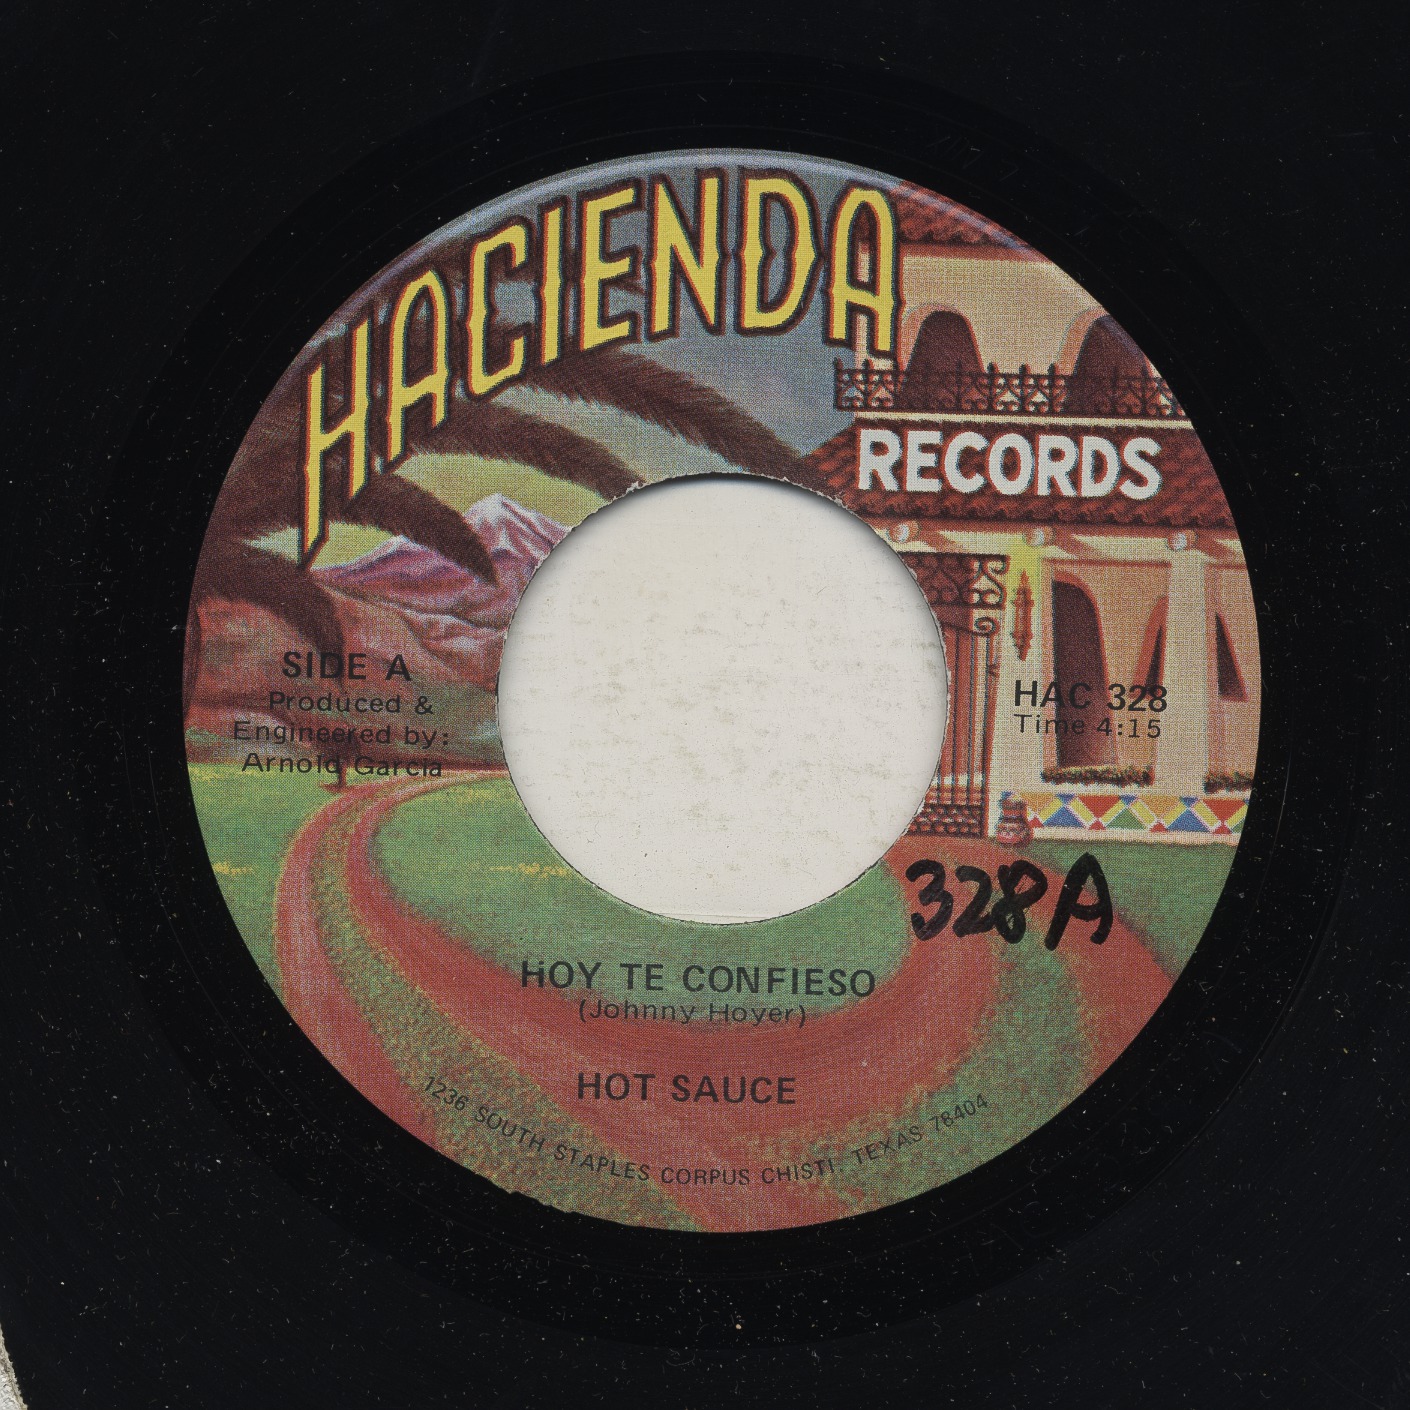 HACIENDA
RECORDS
SIDE A
Produced &
Engineered by:
Arnold Garcia
HAC 328
Time 4:15
328A
HOY TE CONFIESO
(Johnny Hoyer)
HOT SAUCE
1236 SOUTH STAPLES CORPUS CHISTI, TEXAS 78404